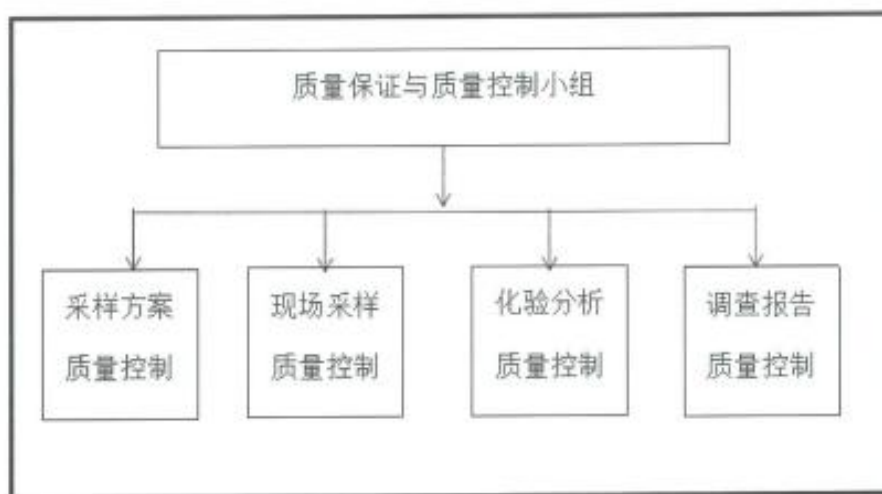 质量保证与质量控制小组
采样方案
质量控制
现场采样
质量控制
化验分析
质量控制
调查报告
质量控制